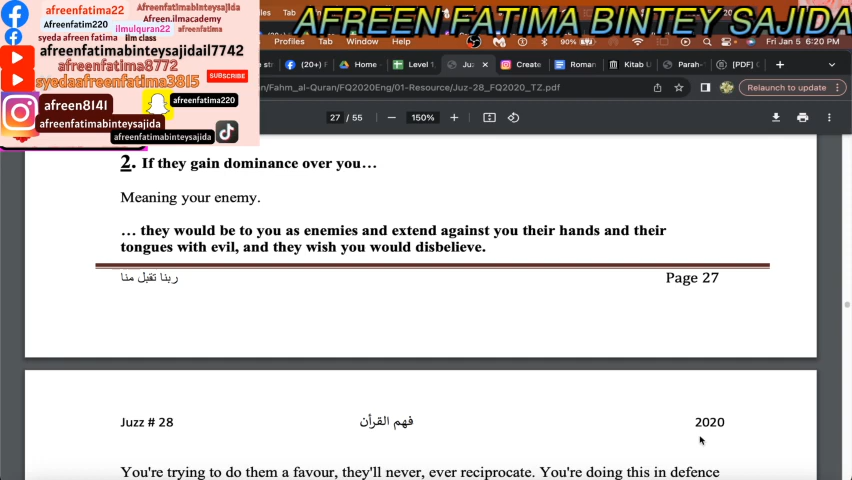 afreenfatima22
Afreenfatimabinteysajida
Afreen.ilmacademy
AFREEN FATIMA BINTEY SAJIDA
Afreenfatim220
ilmulquran22
afreenfatima
syeda afreen fatima
ilm class
afreenfatimabinteysajidail7742
Profiles
Tab
90%
Fri Jan 5 6:20 PM
afreenfatima8772
SUBSCRIBE
(20+) F
Home
Level 1.
Juz-
Create
Roman
Kitab U
Parah-
[PDF] (
syedaafreenfatima3815
n/Fahm_al-Quran/FQ2020Eng/01-Resource/Juz-28_FQ2020_TZ.pdf
Relaunch to update
afreen8141
afreenfatima220
afreenfatimabinteysajida
afreenfatimabinteysajida
27 / 55
150%
2. If they gain dominance over you…
Meaning your enemy.
… they would be to you as enemies and extend against you their hands and their
tongues with evil, and they wish you would disbelieve.
ربنا تقبل منا
Page 27
Juzz # 28
فهم القرأن
2020
You're trying to do them a favour, they'll never, ever reciprocate. You're doing this in defence